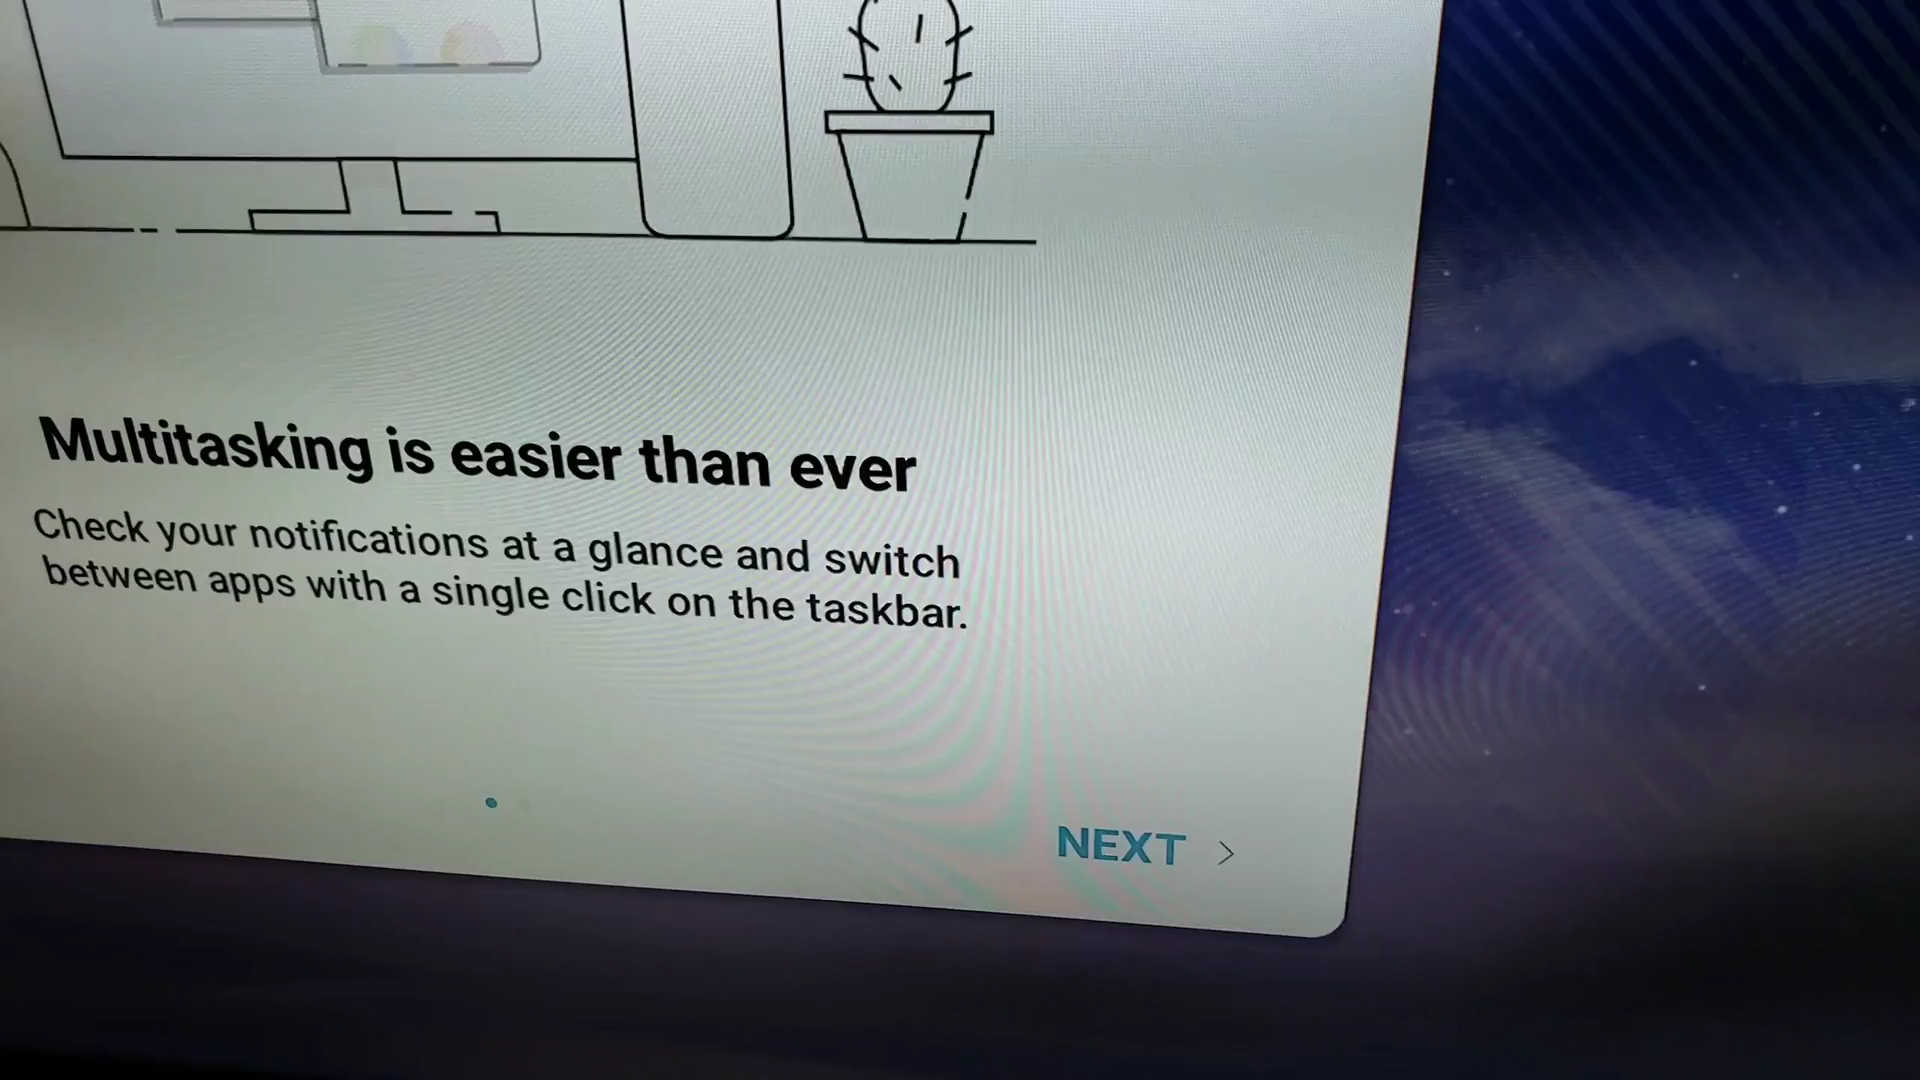 Multitasking is easier than ever
Check your notifications at a glance and switch
between apps with a single click on the taskbar.
NEXT >